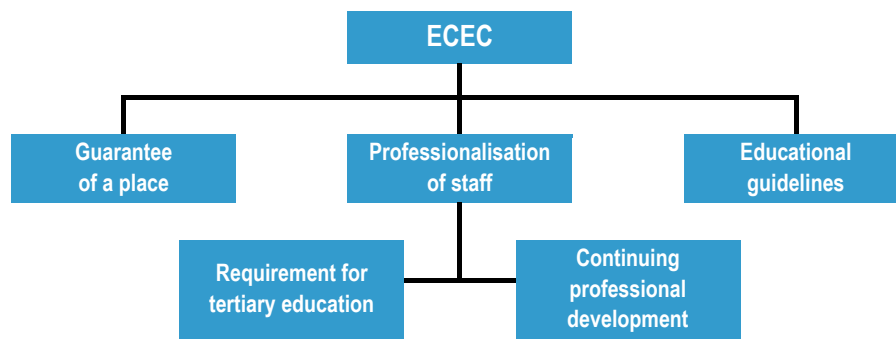 ECEC
Guarantee
of a place
Professionalisation
of staff
Educational
guidelines
Requirement for
tertiary education
Continuing
professional
development